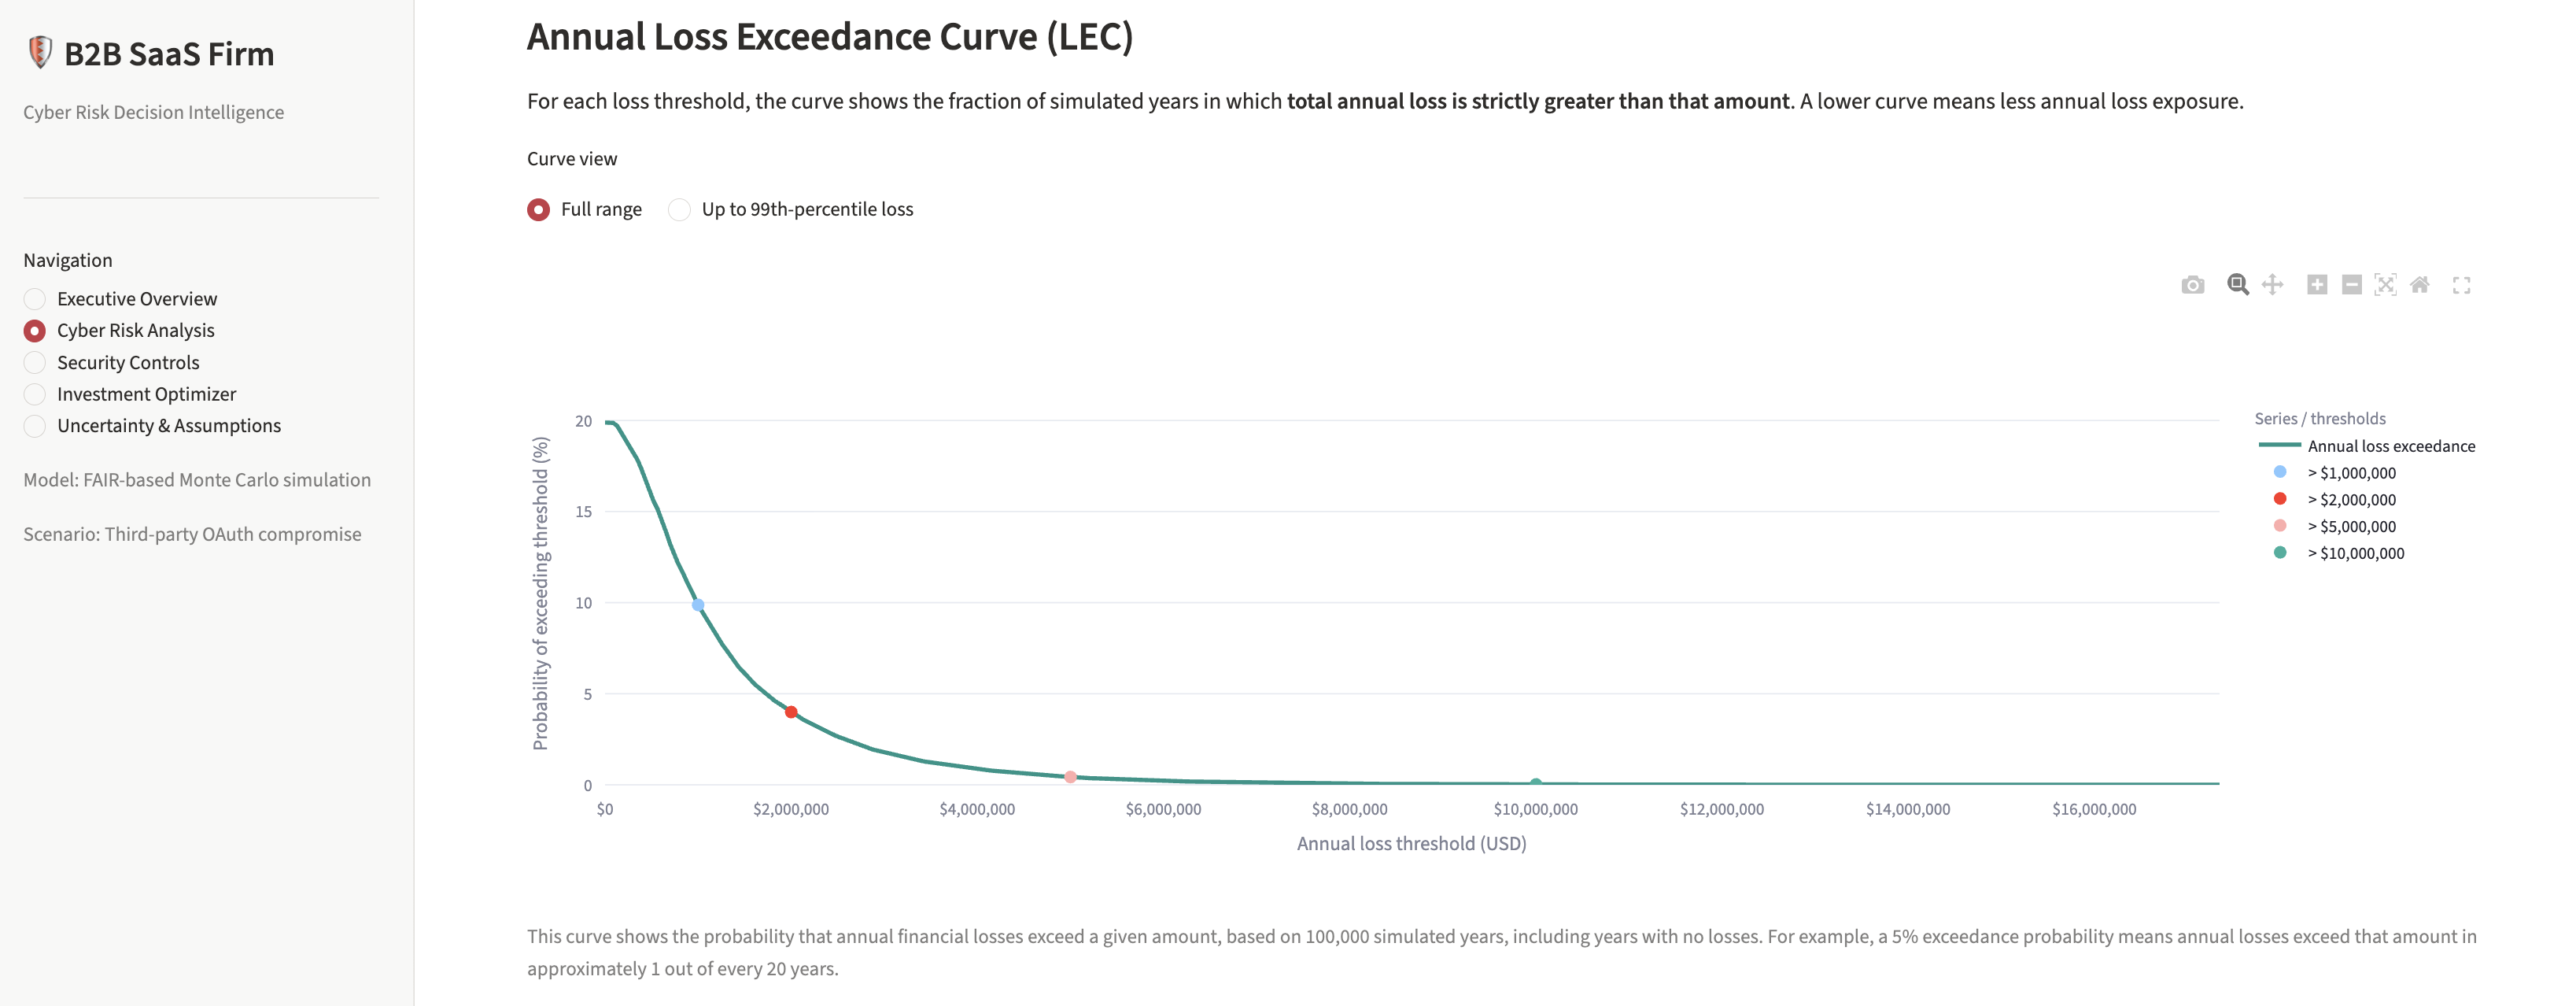 B2B SaaS Firm
Cyber Risk Decision Intelligence
Navigation
Executive Overview
Cyber Risk Analysis
Security Controls
Investment Optimizer
Uncertainty & Assumptions
Model: FAIR-based Monte Carlo simulation
Scenario: Third-party OAuth compromise
Annual Loss Exceedance Curve (LEC)
For each loss threshold, the curve shows the fraction of simulated years in which total annual loss is strictly greater than that amount. A lower curve means less annual loss exposure.
Curve view
Full range
Up to 99th-percentile loss
Probability of exceeding threshold (%)
20
15
10
5
0
$0
$2,000,000
$4,000,000
$6,000,000
$8,000,000
$10,000,000
$12,000,000
$14,000,000
$16,000,000
Annual loss threshold (USD)
Series / thresholds
Annual loss exceedance
> $1,000,000
> $2,000,000
> $5,000,000
> $10,000,000
This curve shows the probability that annual financial losses exceed a given amount, based on 100,000 simulated years, including years with no losses. For example, a 5% exceedance probability means annual losses exceed that amount in
approximately 1 out of every 20 years.